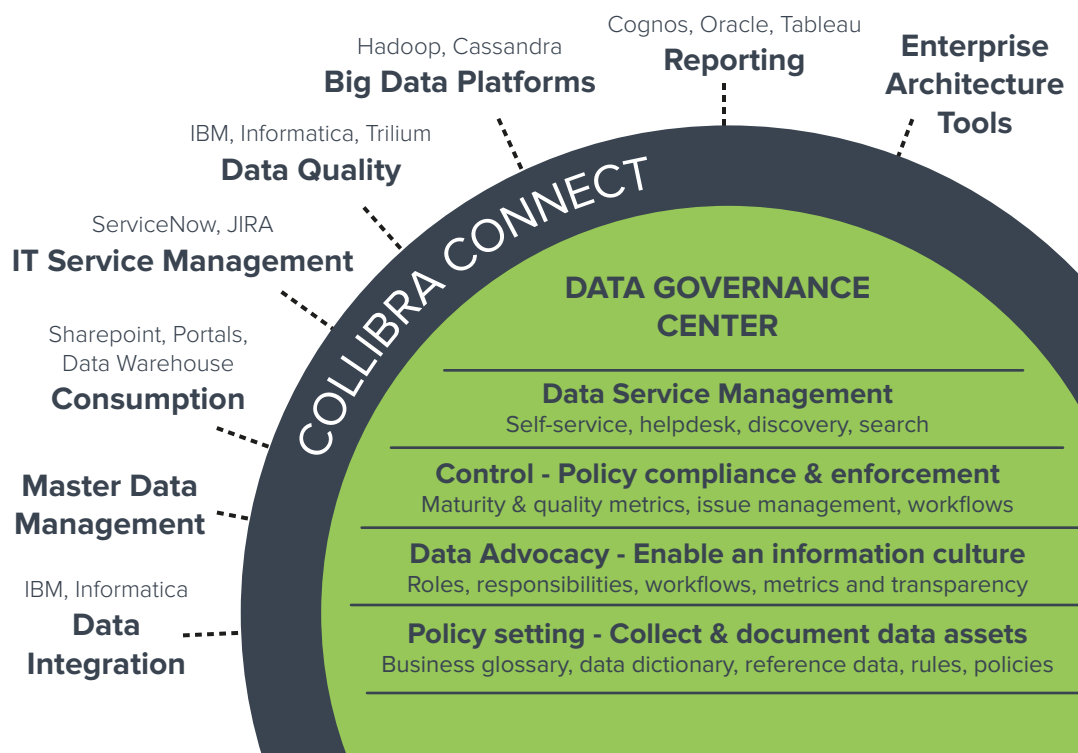 Cognos, Oracle, Tableau
Reporting
Enterprise
Architecture
Tools
Hadoop, Cassandra
Big Data Platforms
IBM, Informatica, Trilium
Data Quality
ServiceNow, JIRA
IT Service Management
Sharepoint, Portals,
Data Warehouse
Consumption
Master Data
Management
IBM, Informatica
Data
Integration
COLLIBRA CONNECT
DATA GOVERNANCE
CENTER
Data Service Management
Self-service, helpdesk, discovery, search
Control - Policy compliance & enforcement
Maturity & quality metrics, issue management, workflows
Data Advocacy - Enable an information culture
Roles, responsibilities, workflows, metrics and transparency
Policy setting - Collect & document data assets
Business glossary, data dictionary, reference data, rules, policies